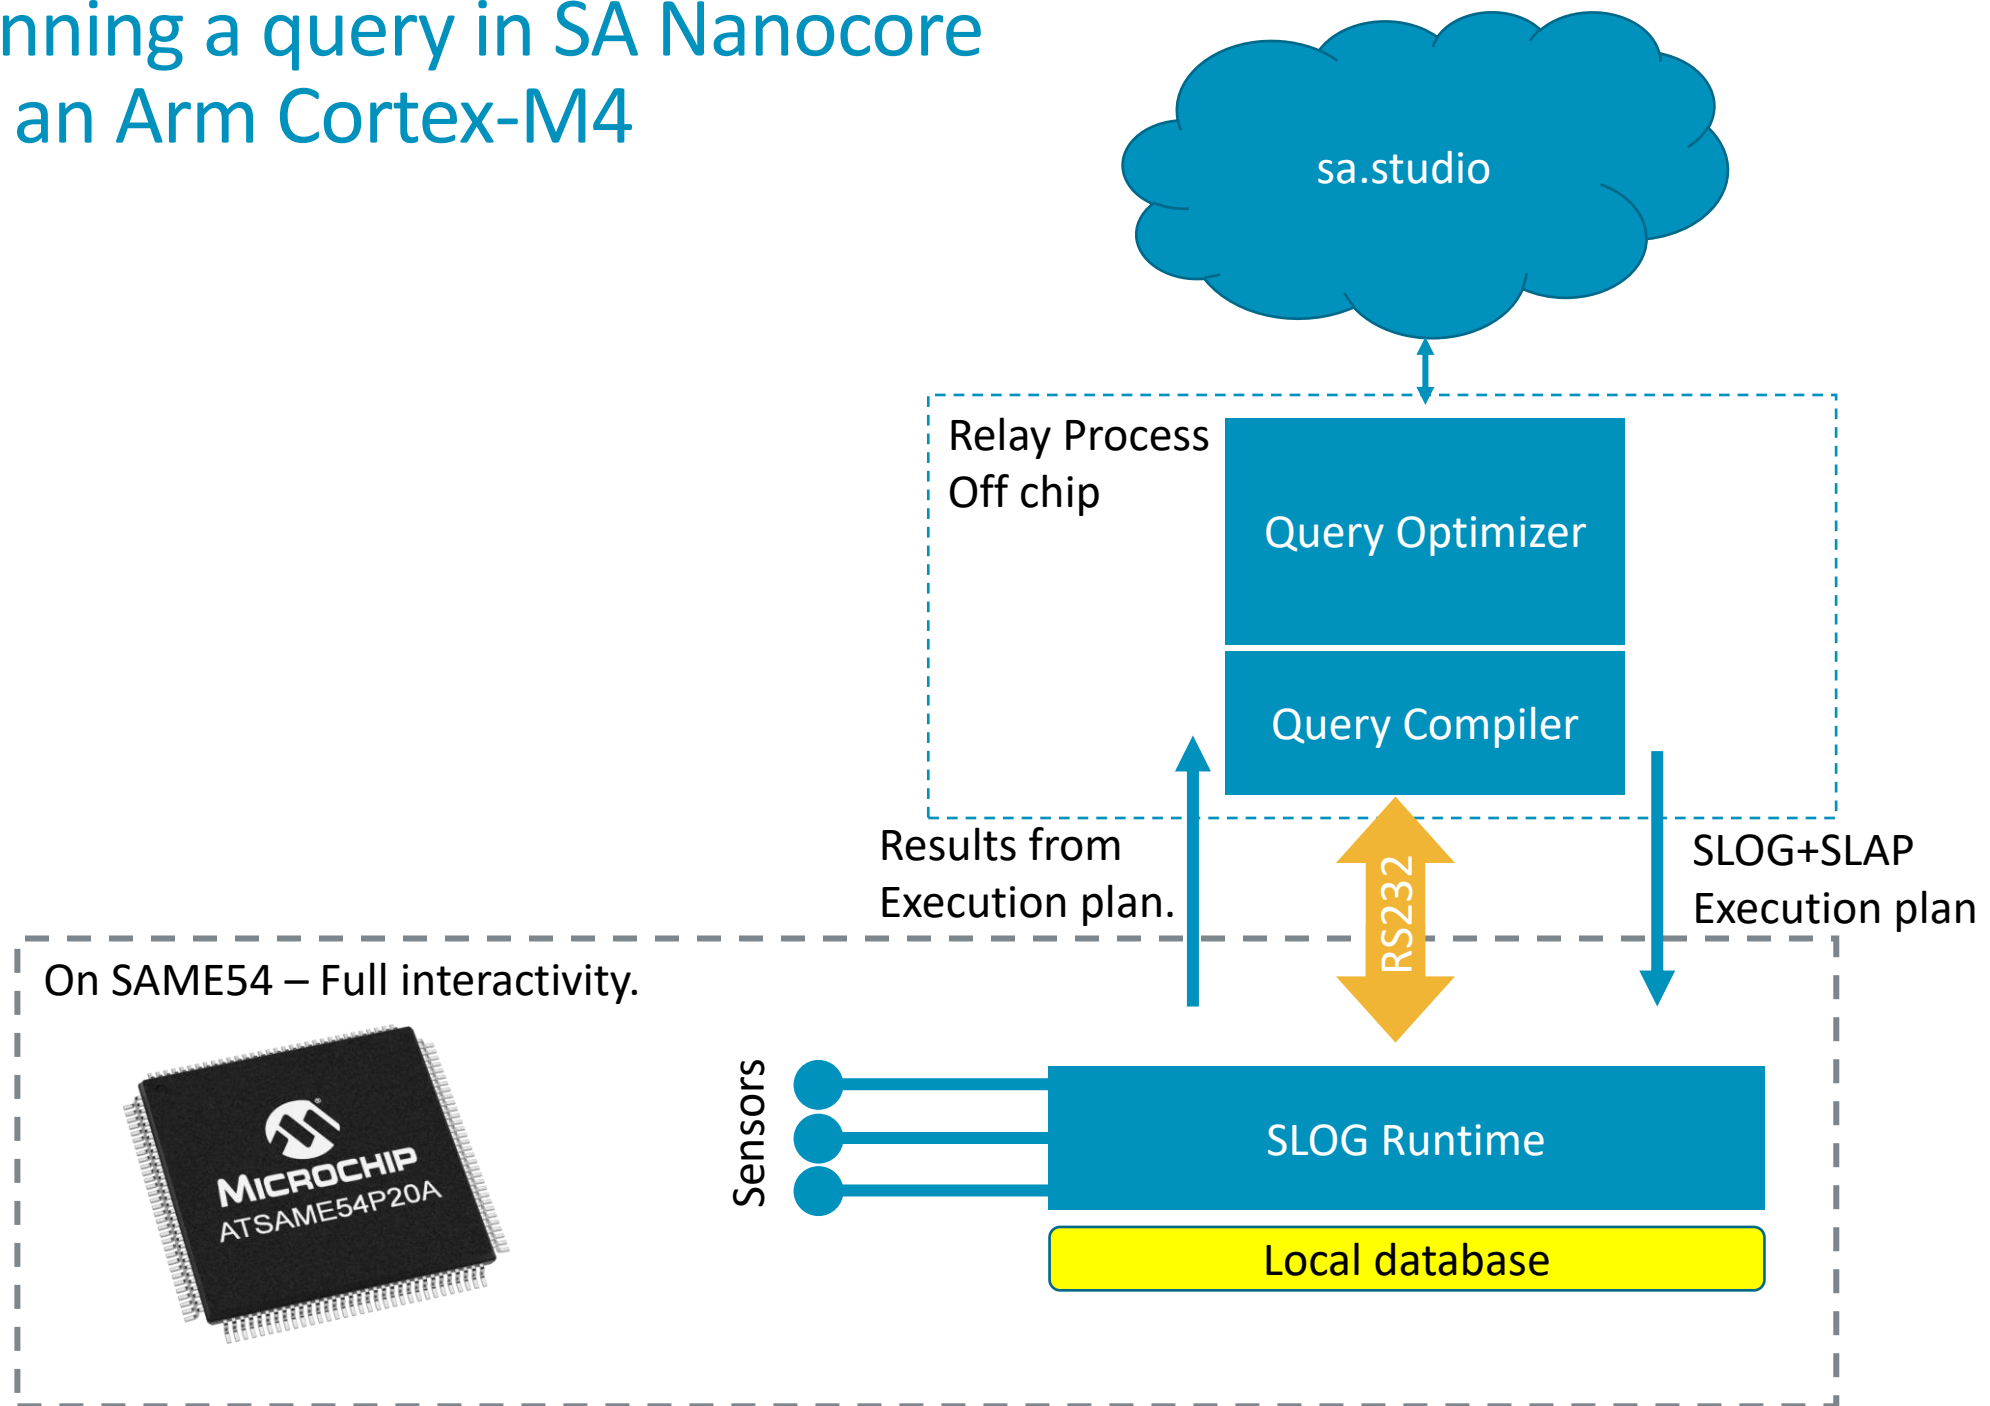 nning a query in SA Nanocore
an Arm Cortex-M4
sa.studio
Relay Process
Off chip
Query Optimizer
Query Compiler
Results from
Execution plan.
RS232
SLOG+SLAP
Execution plan
On SAME54 – Full interactivity.
MICROCHIP
ATSAME54P20A
Sensors
SLOG Runtime
Local database